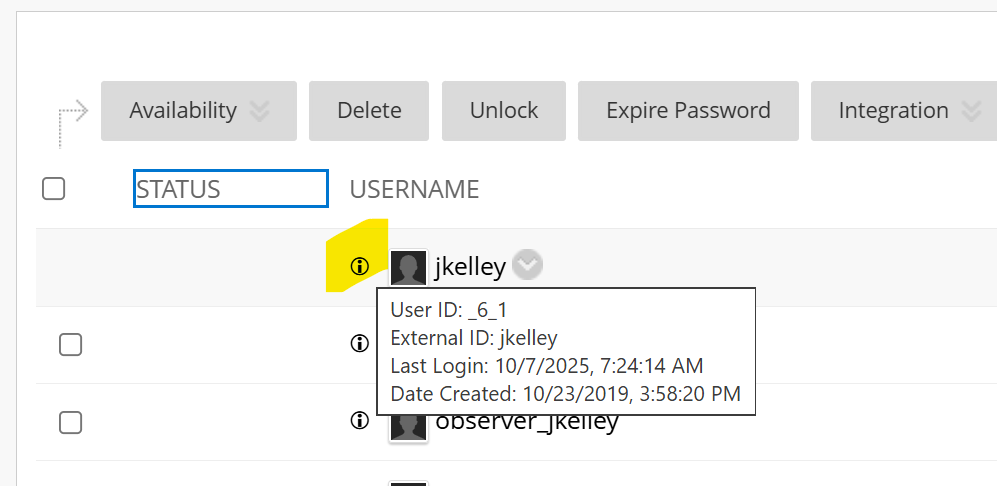 Availability Delete Unlock Expire Password Integration
STATUS USERNAME
jkelley
User ID: _6_1
External ID: jkelley
Last Login: 10/7/2025, 7:24:14 AM
Date Created: 10/23/2019, 3:58:20 PM
observer_jkelley